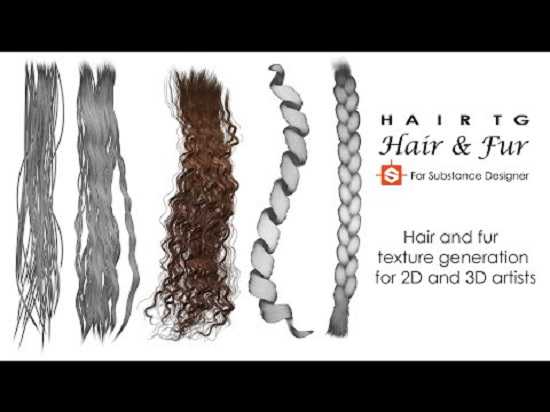 HAIR TG
Hair & Fur
S For Substance Designer
Hair and fur
texture generation
for 2D and 3D artists